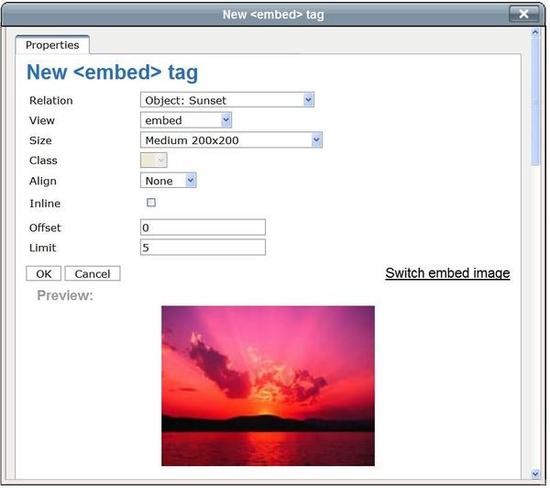 New <embed> tag
Properties
New <embed> tag
Relation Object: Sunset
View embed
Size Medium 200x200
Class
Align None
Inline
Offset 0
Limit 5
OK Cancel Switch embed image
Preview: